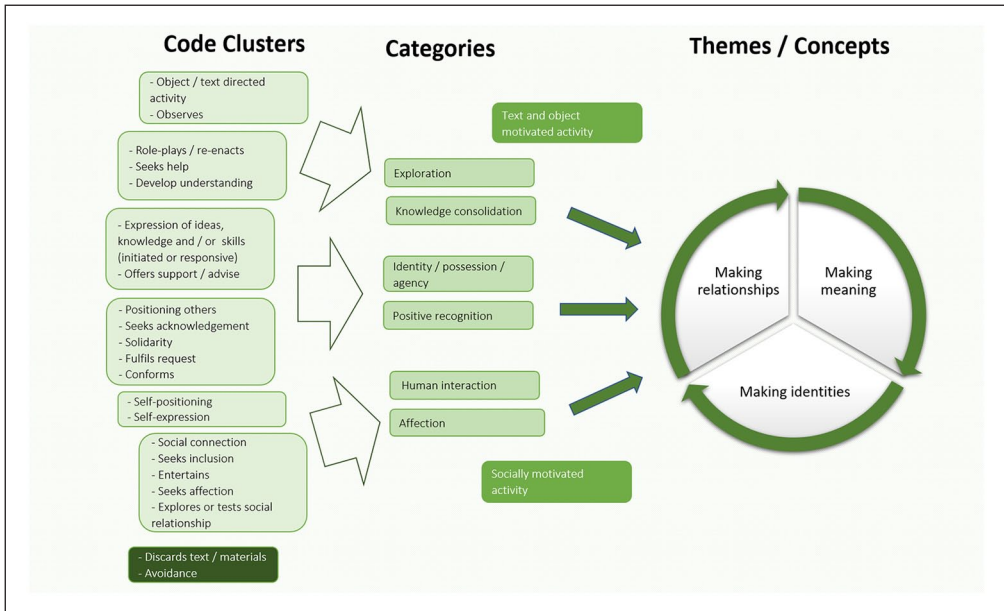 Code Clusters
Categories
Themes / Concepts
- Object / text directed
activity
- Observes
- Role-plays / re-enacts
- Seeks help
- Develop understanding
- Expression of ideas,
knowledge and / or  skills
(initiated or responsive)
- Offers support / advise
- Positioning others
- Seeks acknowledgement
- Solidarity
- Fulfils request
- Conforms
- Self-positioning
- Self-expression
- Social connection
- Seeks inclusion
- Entertains
- Seeks affection
- Explores or tests social
relationship
- Discards text / materials
- Avoidance
Text and object
motivated activity
Exploration
Knowledge consolidation
Identity / possession /
agency
Positive recognition
Human interaction
Affection
Socially motivated
activity
Making
relationships
Making
meaning
Making identities